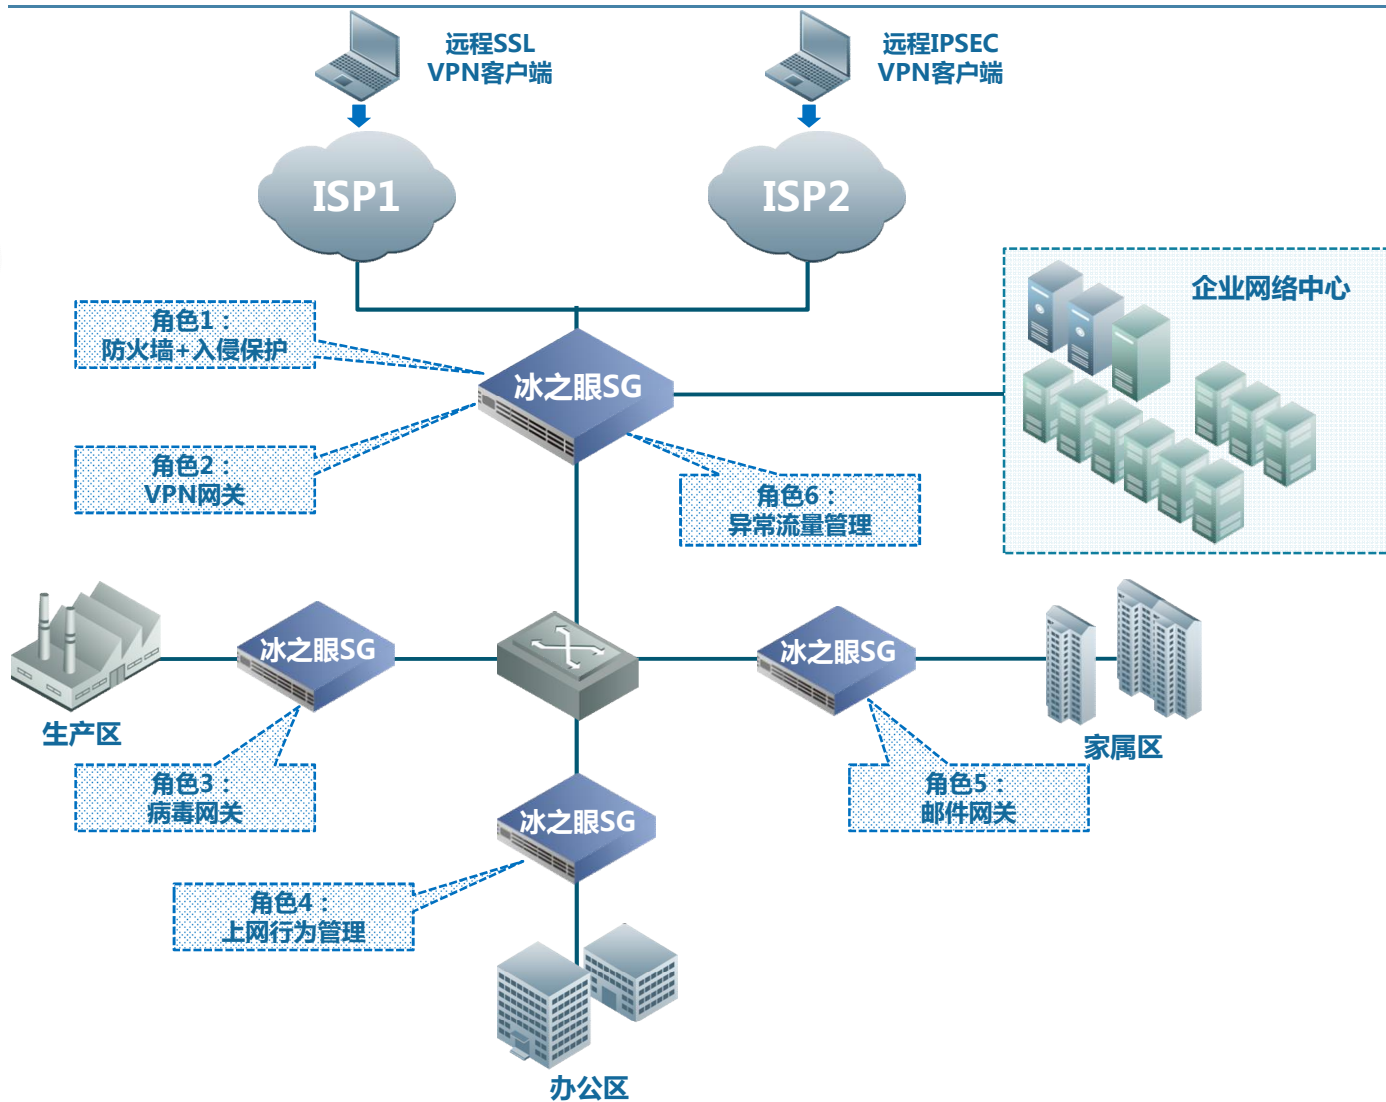 远程SSL
VPN客户端
远程IPSEC
VPN客户端
ISP1
ISP2
企业网络中心
角色1：
防火墙+入侵保护
冰之眼SG
角色2：
VPN网关
角色6：
异常流量管理
冰之眼SG
冰之眼SG
生产区
家属区
角色3：
病毒网关
角色5：
邮件网关
冰之眼SG
角色4：
上网行为管理
办公区